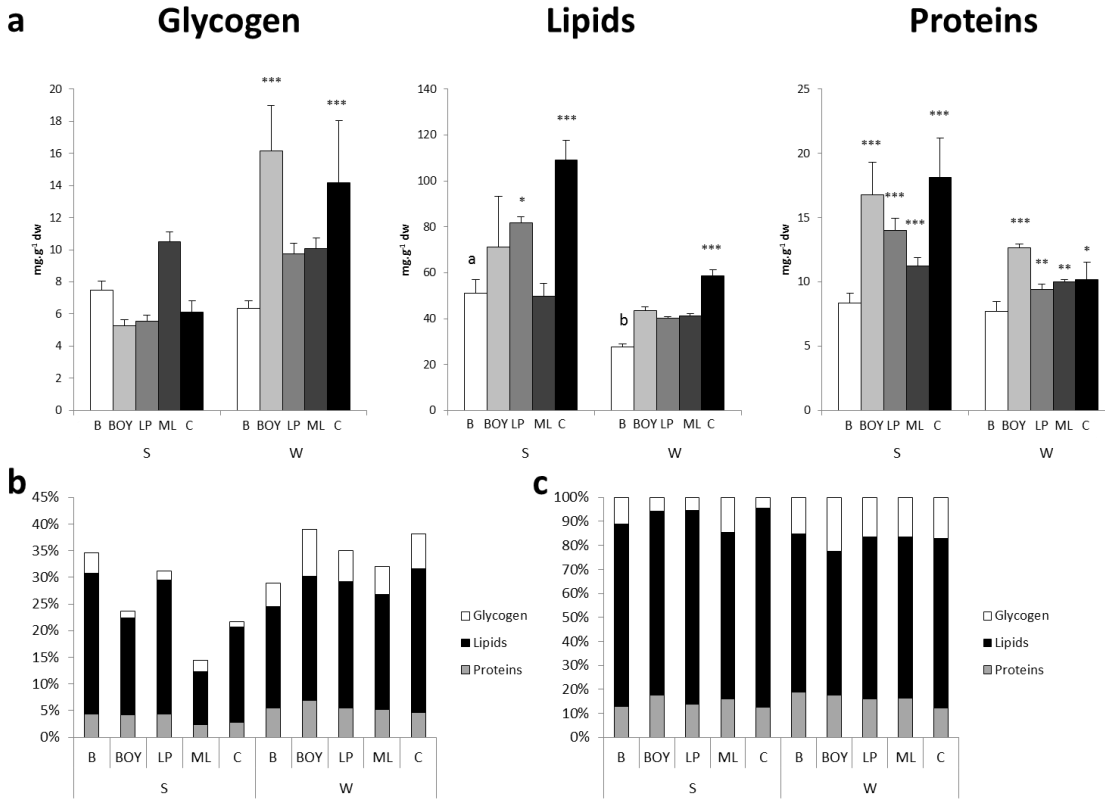 a
Glycogen
Lipids
Proteins
mg.g-1 dw
20
18
16
14
12
10
8
6
4
2
0
***
***
B BOY LP ML C B BOY LP ML C
S W
mg.g-1 dw
140
120
100
80
60
40
20
0
a
*
***
b
***
B BOY LP ML C B BOY LP ML C
S W
mg.g-1 dw
25
20
15
10
5
0
***
***
***
***
***
**
**
*
B BOY LP ML C B BOY LP ML C
S W
b
45%
40%
35%
30%
25%
20%
15%
10%
5%
0%
B BOY LP ML C B BOY LP ML C
S W
Glycogen
Lipids
Proteins
c
100%
90%
80%
70%
60%
50%
40%
30%
20%
10%
0%
B BOY LP ML C B BOY LP ML C
S W
Glycogen
Lipids
Proteins